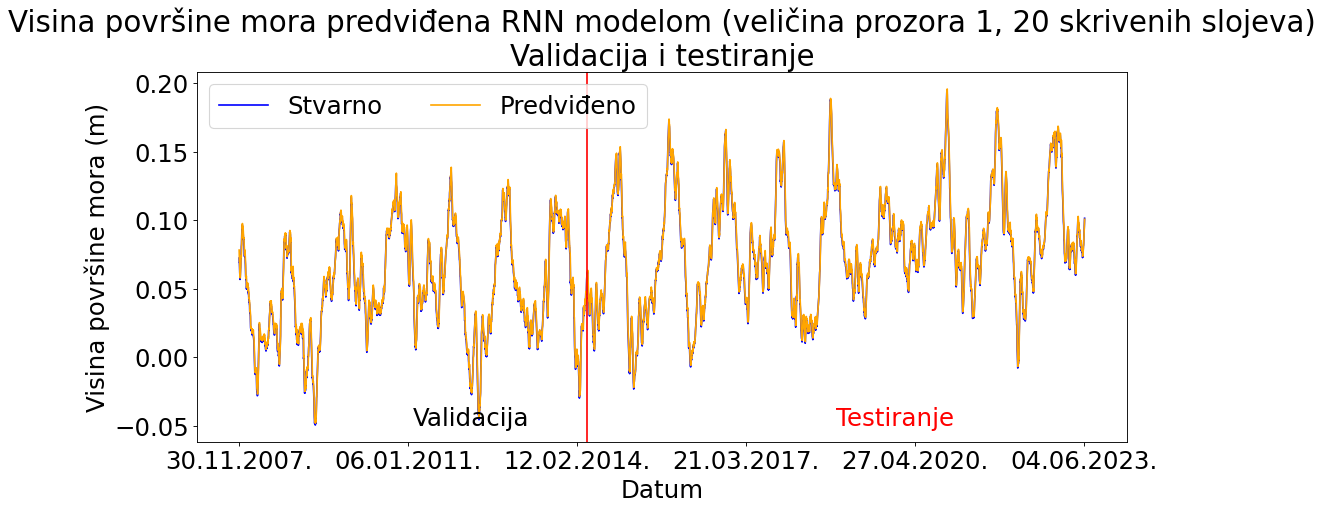 Visina površine mora predviđena RNN modelom (veličina prozora 1, 20 skrivenih slojeva)
Validacija i testiranje
Stvarno Predviđeno
Visina površine mora (m)
0.20
0.15
0.10
0.05
0.00
−0.05
Validacija Testiranje
30.11.2007. 06.01.2011. 12.02.2014. 21.03.2017. 27.04.2020. 04.06.2023.
Datum